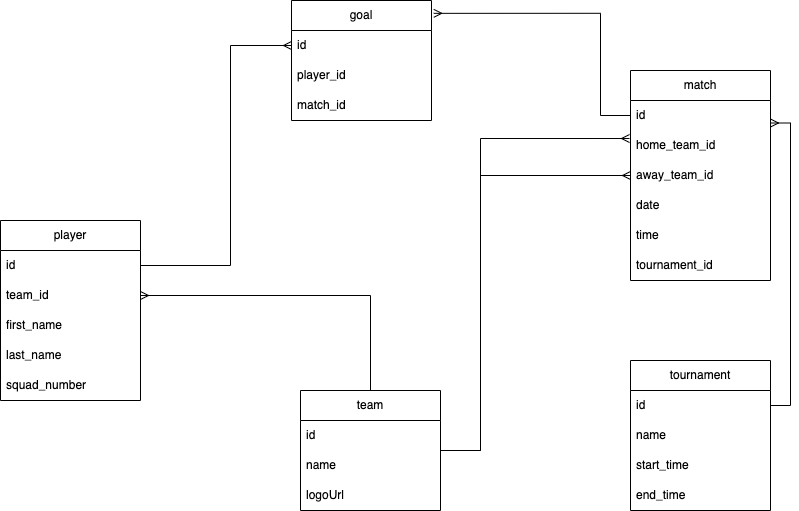 goal
id
player_id
match_id
match
id
home_team_id
away_team_id
date
time
tournament_id
player
id
team_id
first_name
last_name
squad_number
team
id
name
logoUrl
tournament
id
name
start_time
end_time